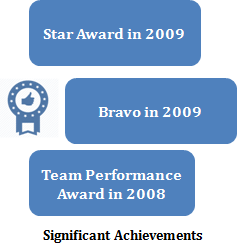 Star Award in 2009
Bravo in 2009
Team Performance
Award in 2008
Significant Achievements